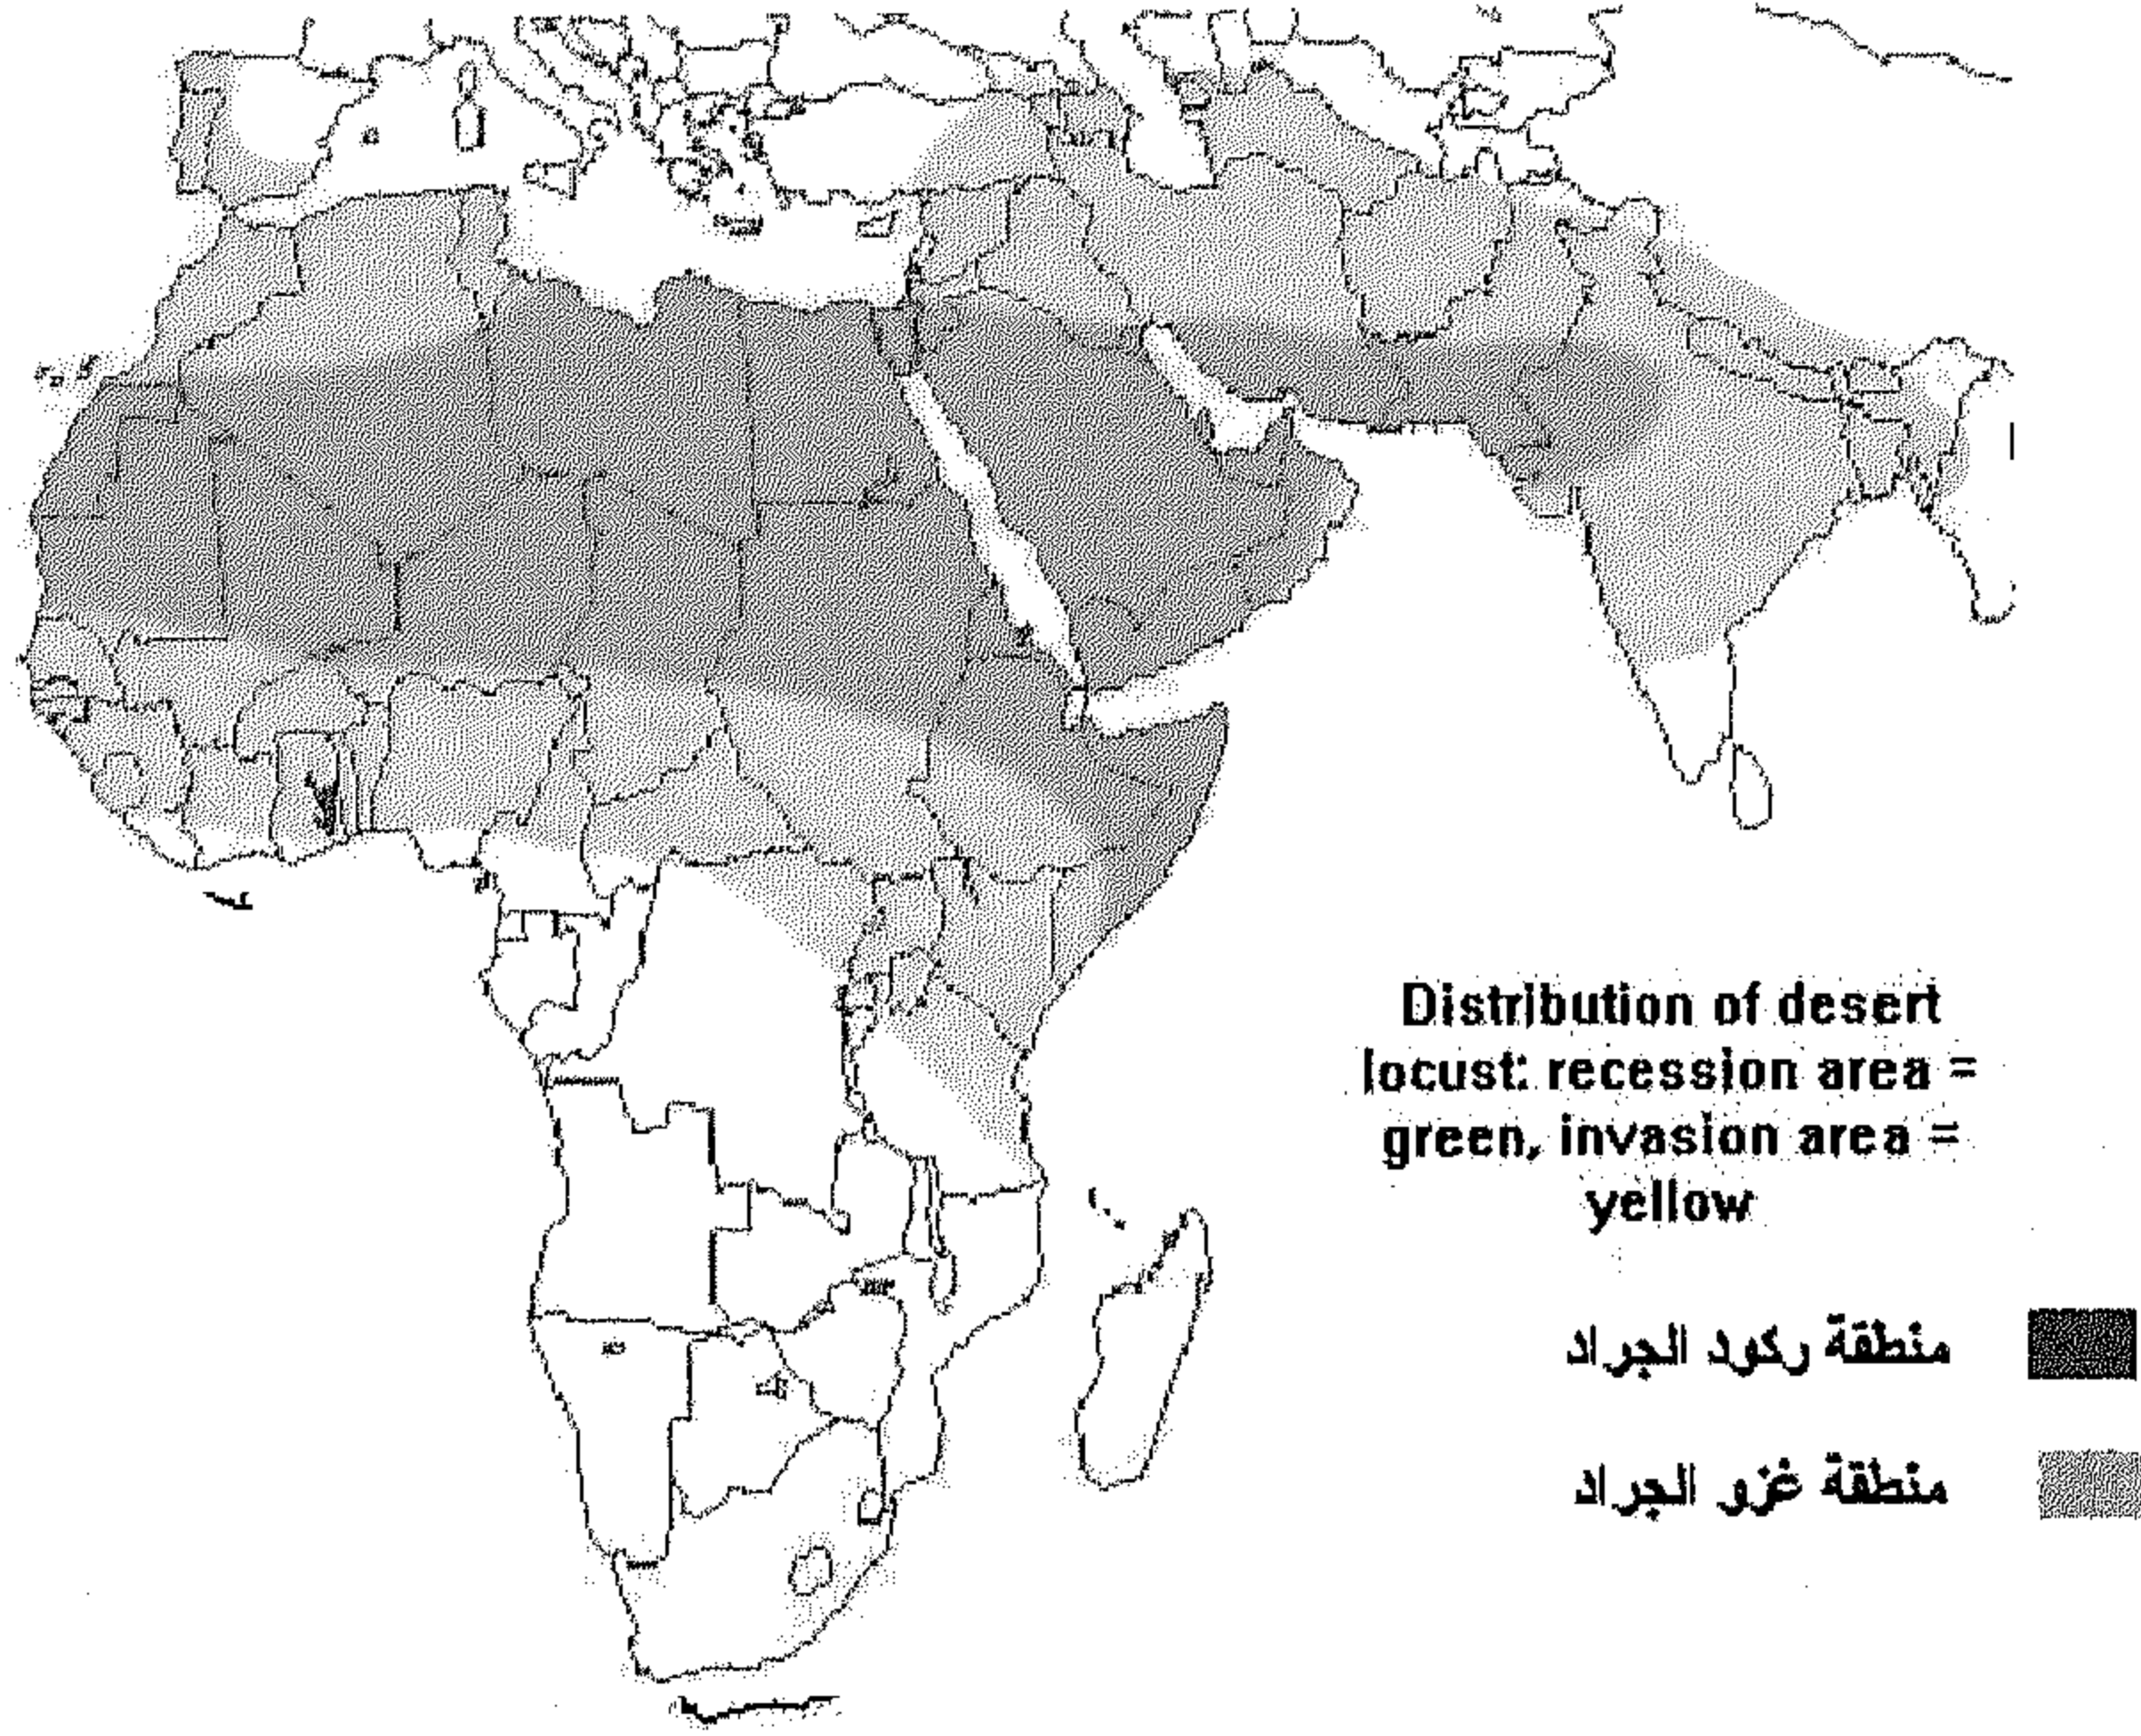 Distribution of desert
locust: recession area =
green, invasion area =
yellow
منطقة ركود الجراد
منطقة غزو الجراد